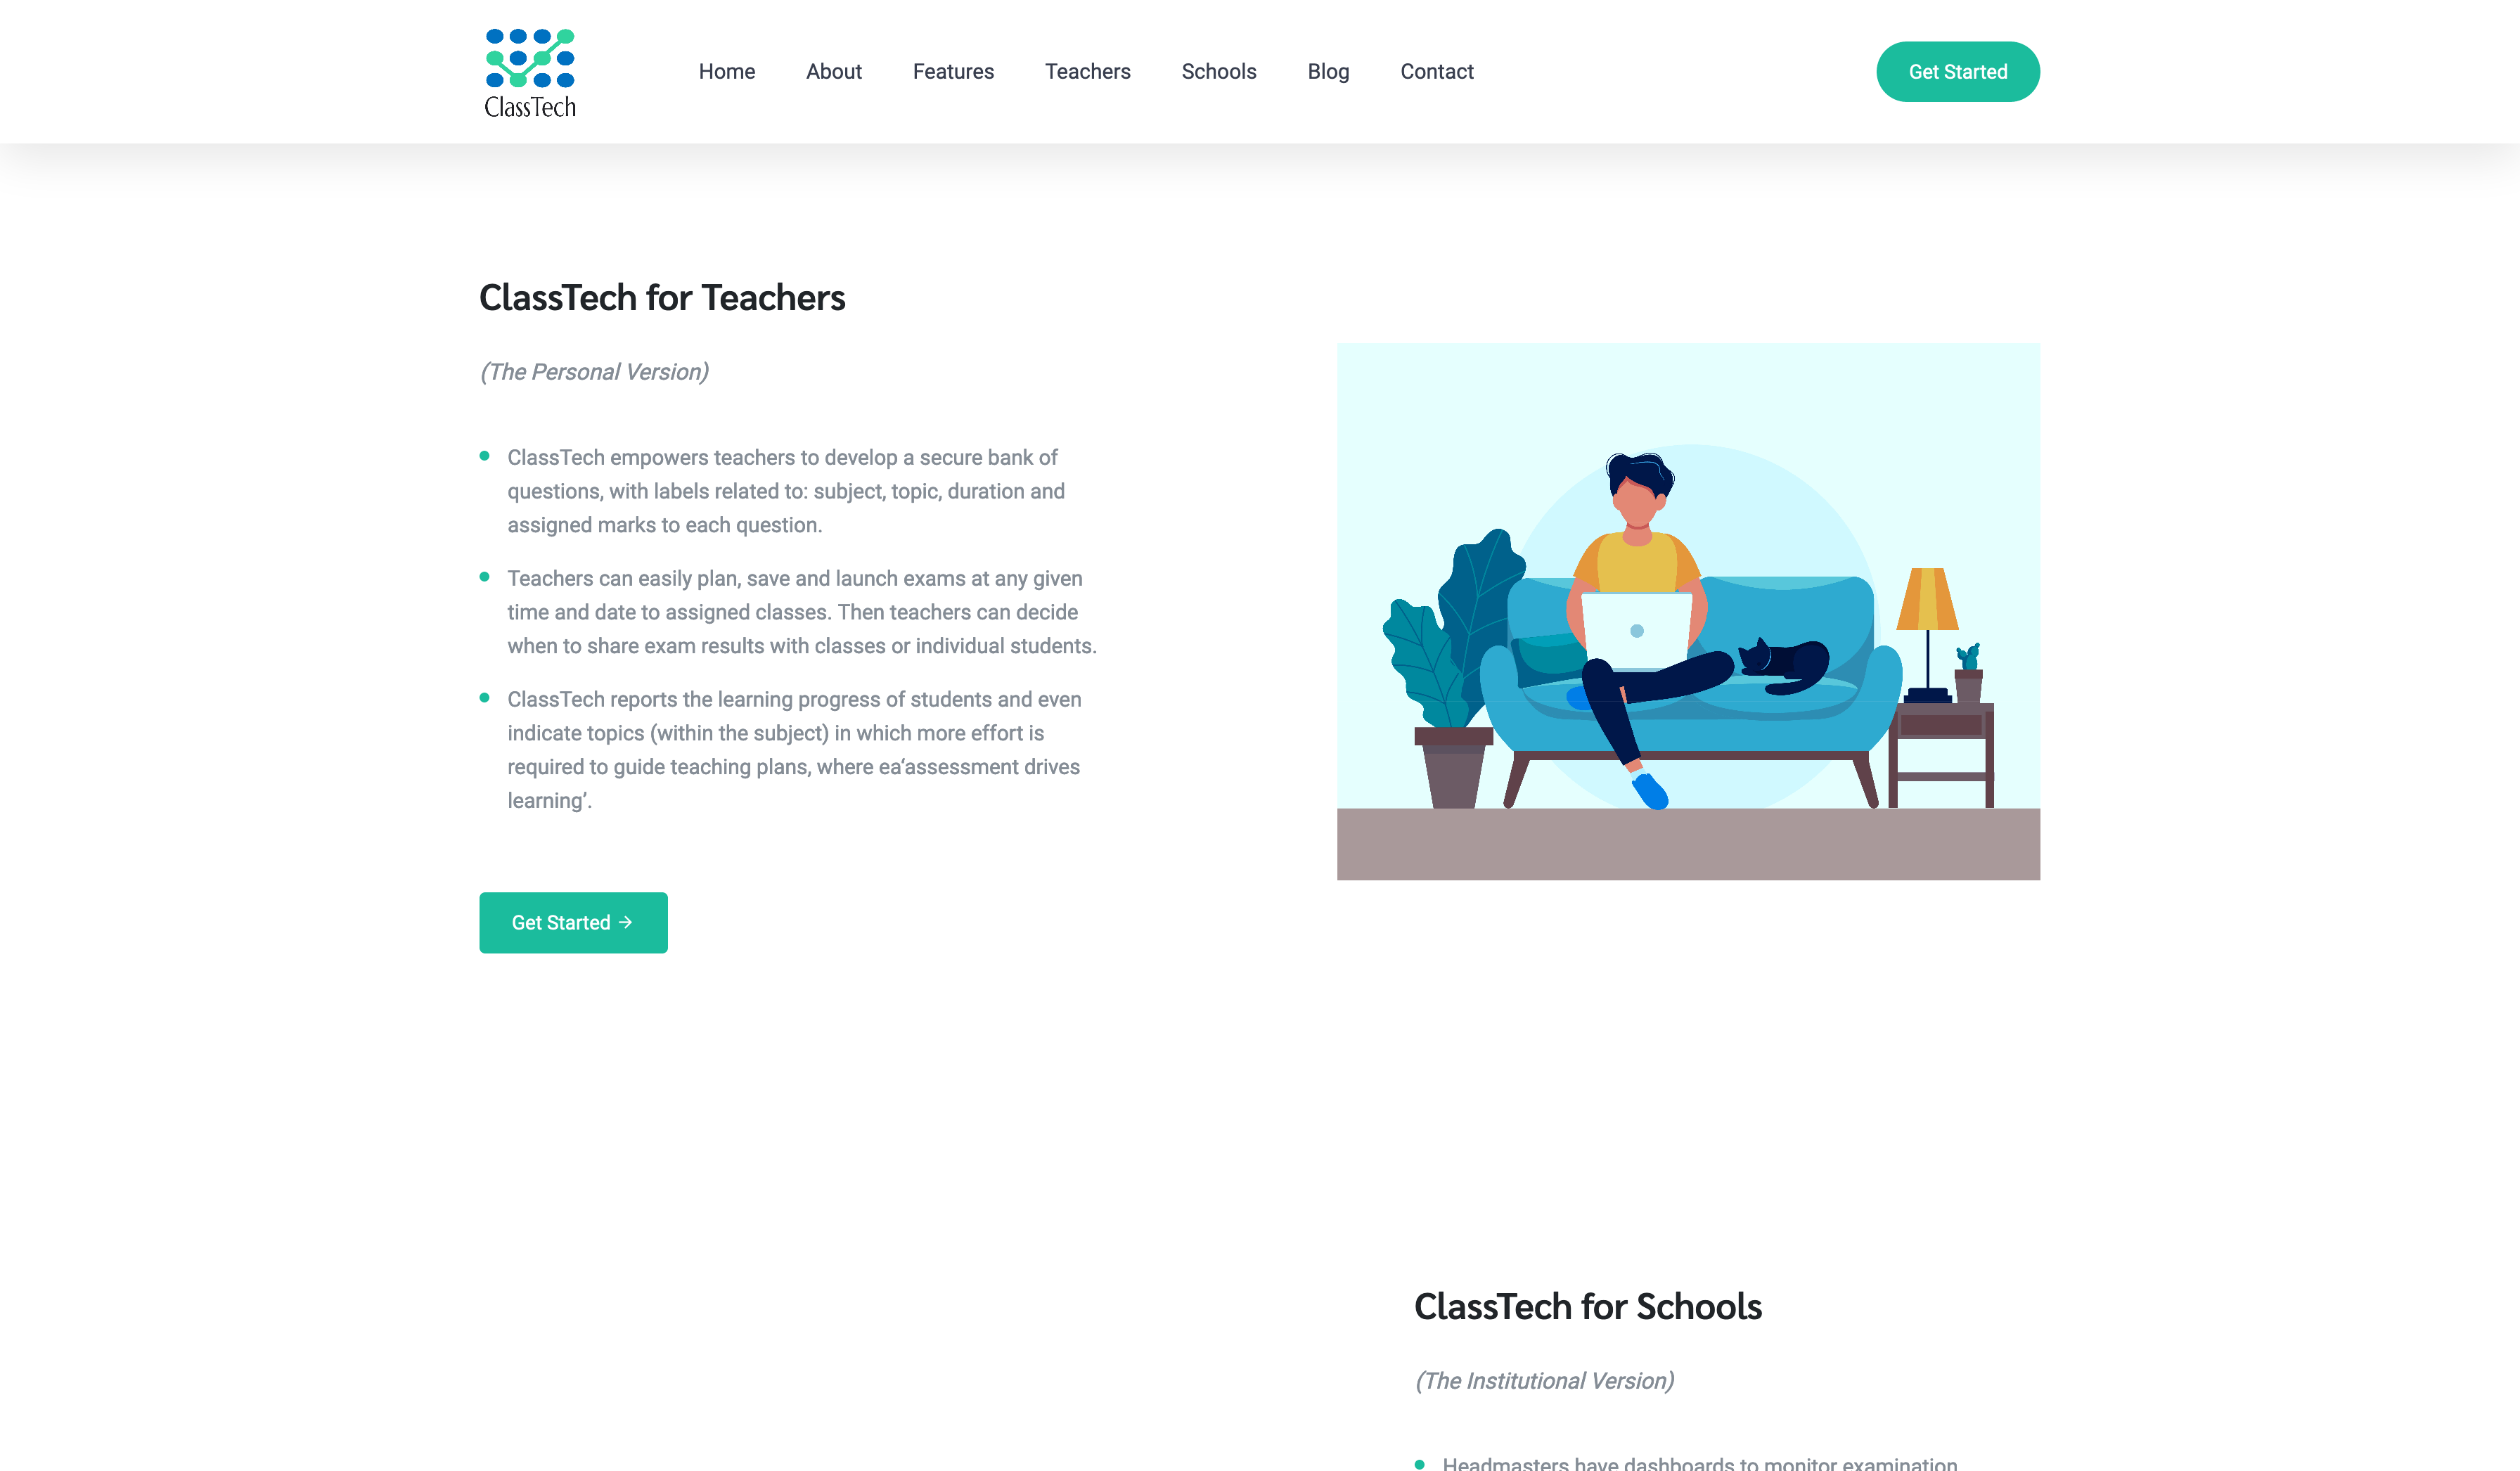 ClassTech
Home About Features Teachers Schools Blog Contact
Get Started
ClassTech for Teachers
(The Personal Version)
ClassTech empowers teachers to develop a secure bank of
questions, with labels related to: subject, topic, duration and
assigned marks to each question.
Teachers can easily plan, save and launch exams at any given
time and date to assigned classes. Then teachers can decide
when to share exam results with classes or individual students.
ClassTech reports the learning progress of students and even
indicate topics (within the subject) in which more effort is
required to guide teaching plans, where ea‘assessment drives
learning’.
Get Started →
ClassTech for Schools
(The Institutional Version)
Headmasters have dashboards to monitor examination